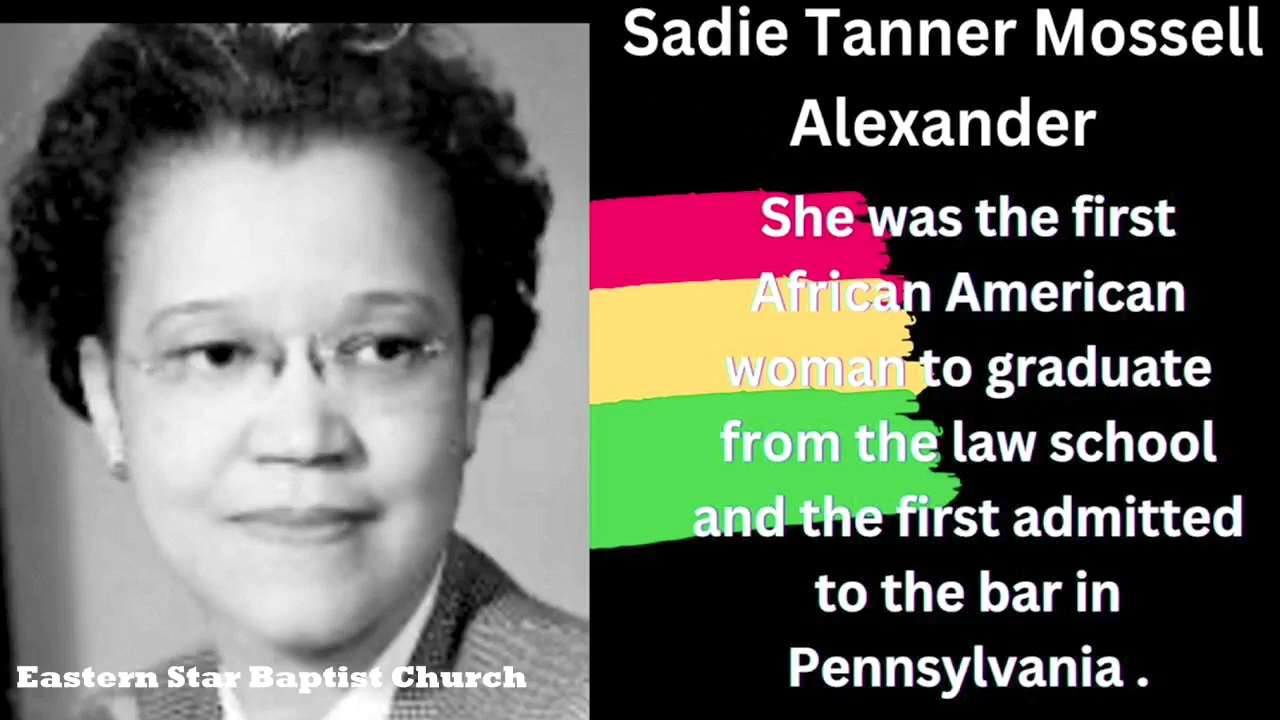 Sadie Tanner Mossell
Alexander
She was the first
African American
woman to graduate
from the law school
and the first admitted
to the bar in
Pennsylvania .
Eastern Star Baptist Church